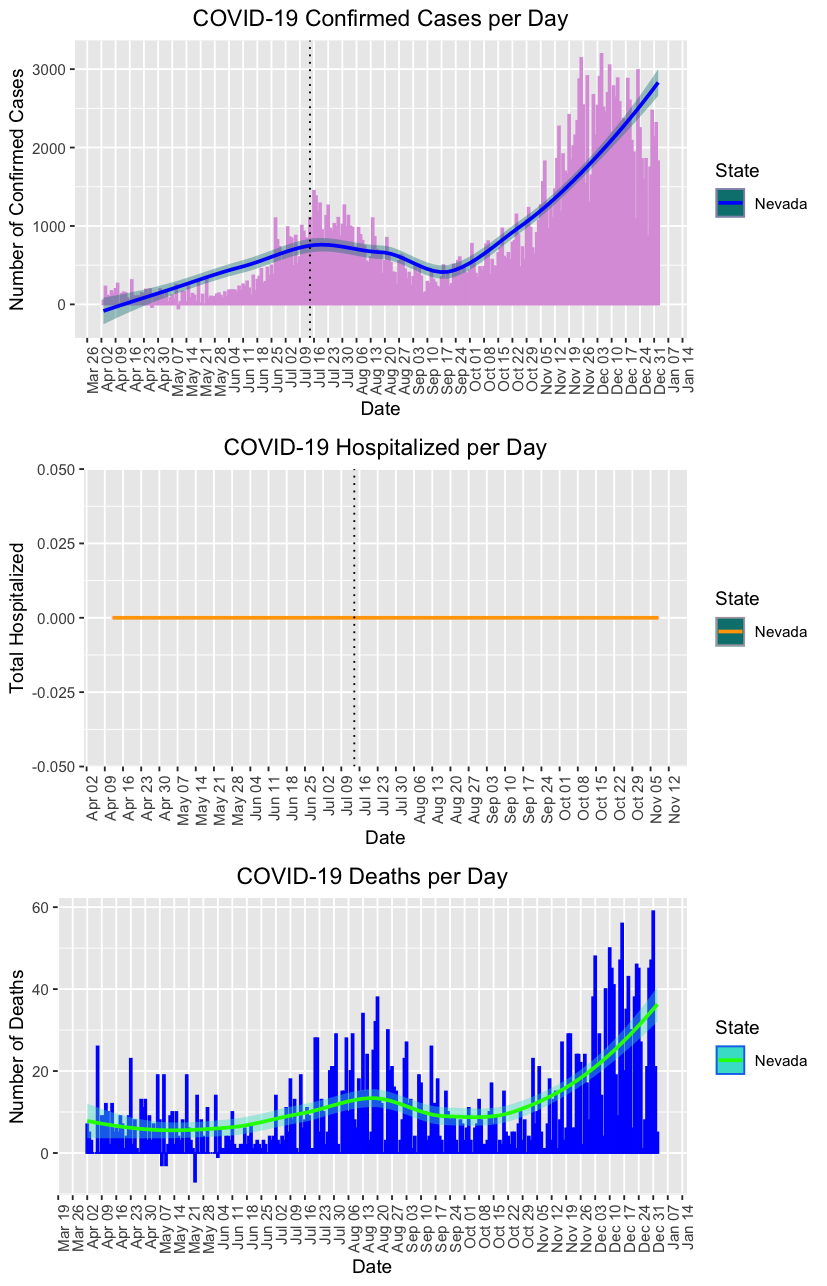 COVID-19 Confirmed Cases per Day
Number of Confirmed Cases
3000
2000
1000
0
Mar 26
Apr 02
Apr 09
Apr 16
Apr 23
Apr 30
May 07
May 14
May 21
May 28
Jun 04
Jun 11
Jun 18
Jun 25
Jul 02
Jul 09
Jul 16
Jul 23
Jul 30
Aug 06
Aug 13
Aug 20
Aug 27
Sep 03
Sep 10
Sep 17
Sep 24
Oct 01
Oct 08
Oct 15
Oct 22
Oct 29
Nov 05
Nov 12
Nov 19
Nov 26
Dec 03
Dec 10
Dec 17
Dec 24
Dec 31
Jan 07
Jan 14
Date
State
Nevada
COVID-19 Hospitalized per Day
Total Hospitalized
0.050
0.025
0.000
-0.025
-0.050
Apr 02
Apr 09
Apr 16
Apr 23
Apr 30
May 07
May 14
May 21
May 28
Jun 04
Jun 11
Jun 18
Jun 25
Jul 02
Jul 09
Jul 16
Jul 23
Jul 30
Aug 06
Aug 13
Aug 20
Aug 27
Sep 03
Sep 10
Sep 17
Sep 24
Oct 01
Oct 08
Oct 15
Oct 22
Oct 29
Nov 05
Nov 12
Date
State
Nevada
COVID-19 Deaths per Day
Number of Deaths
60
40
20
0
Mar 19
Mar 26
Apr 02
Apr 09
Apr 16
Apr 23
Apr 30
May 07
May 14
May 21
May 28
Jun 04
Jun 11
Jun 18
Jun 25
Jul 02
Jul 09
Jul 16
Jul 23
Jul 30
Aug 06
Aug 13
Aug 20
Aug 27
Sep 03
Sep 10
Sep 17
Sep 24
Oct 01
Oct 08
Oct 15
Oct 22
Oct 29
Nov 05
Nov 12
Nov 19
Nov 26
Dec 03
Dec 10
Dec 17
Dec 24
Dec 31
Jan 07
Jan 14
Date
State
Nevada